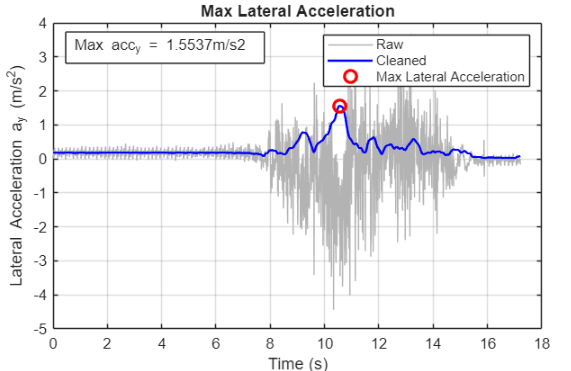 Max Lateral Acceleration
Max acc_y = 1.5537m/s2
Raw
Cleaned
Max Lateral Acceleration
Lateral Acceleration a_y (m/s²)
4
3
2
1
0
-1
-2
-3
-4
-5
0 2 4 6 8 10 12 14 16 18
Time (s)